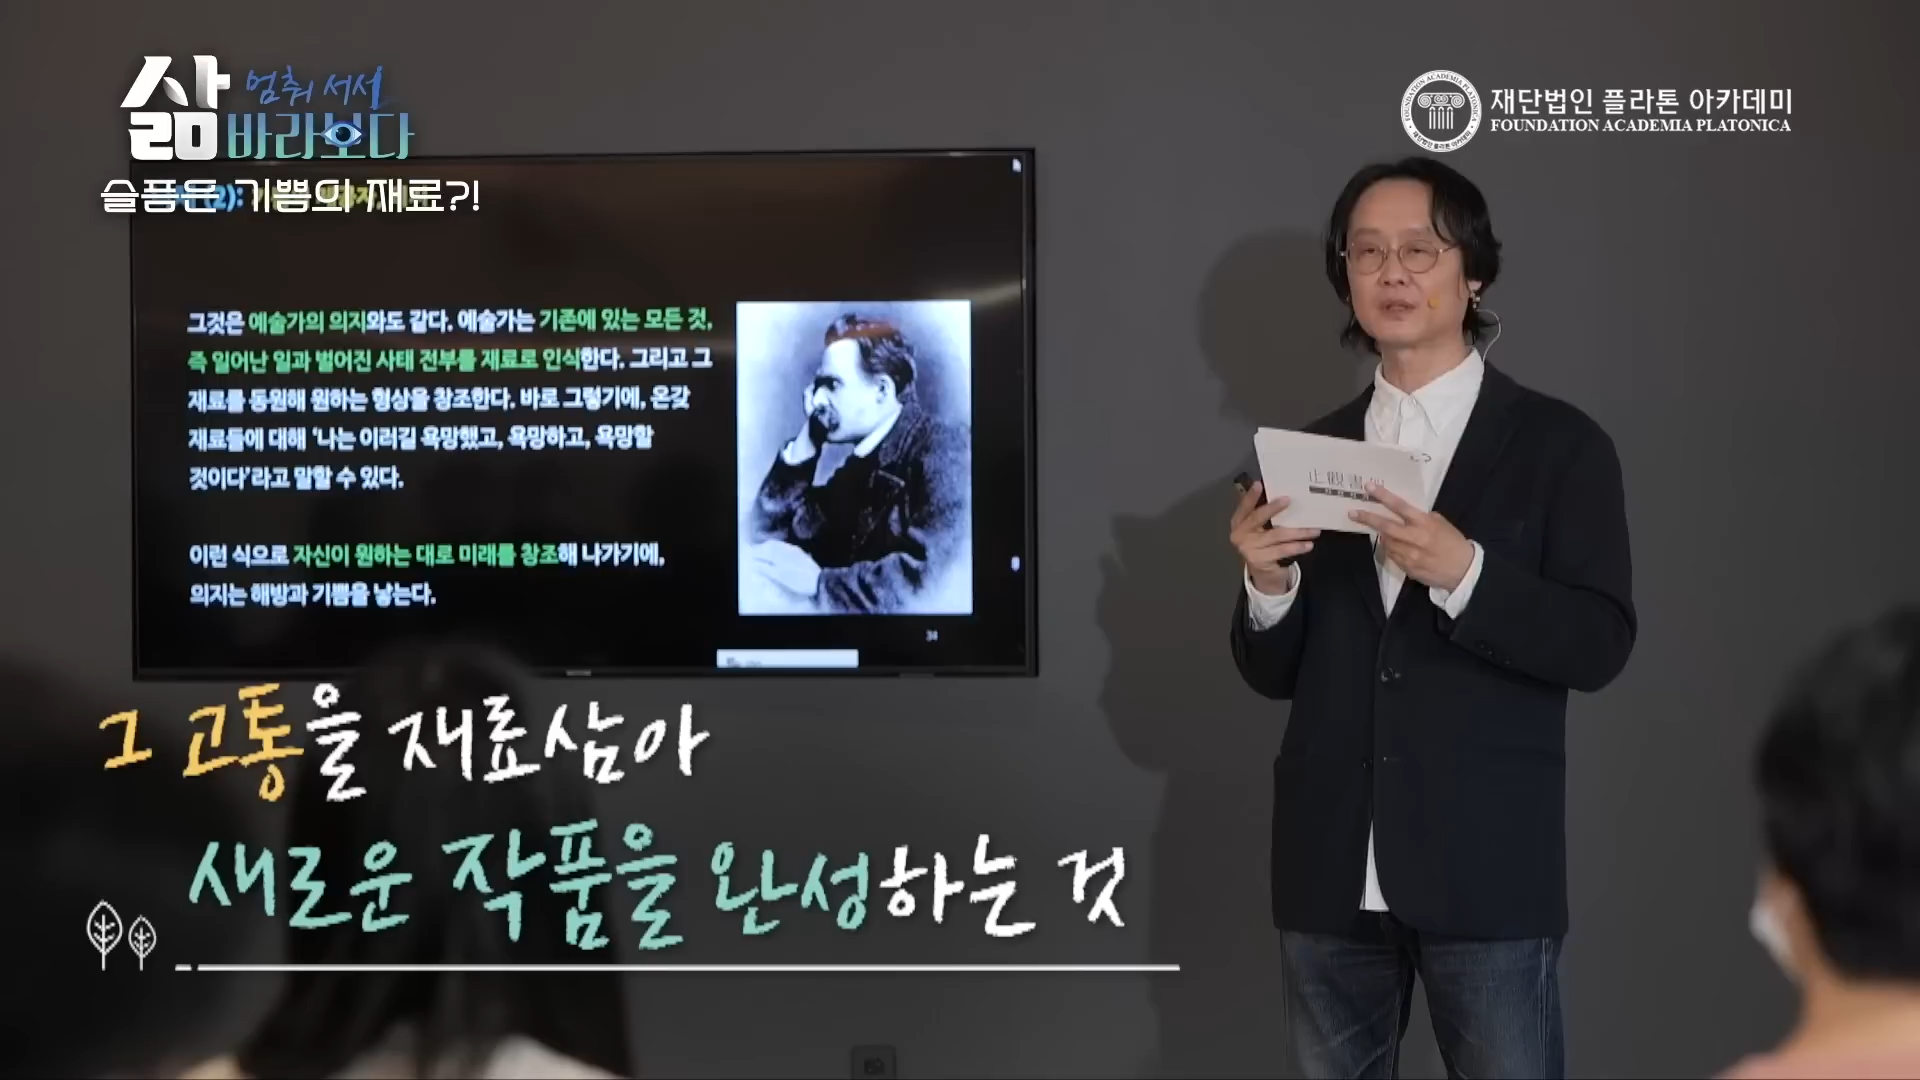 삶 멈춰 서서
바라보다
슬픔은 기쁨의 재료?!
(2):
재단법인 플라톤 아카데미
FOUNDATION ACADEMIA PLATONICA
그것은 예술가의 의지와도 같다. 예술가는 기존에 있는 모든 것,
즉 일어난 일과 벌어진 사태 전부를 재료로 인식한다. 그리고 그
재료를 동원해 원하는 형상을 창조한다. 바로 그렇기에, 온갖
재료들에 대해 ‘나는 이러길 욕망했고, 욕망하고, 욕망할
것이다’라고 말할 수 있다.
이런 식으로 자신이 원하는 대로 미래를 창조해 나가기에,
의지는 해방과 기쁨을 낳는다.
34
止觀書
그 고통을 재료삼아
새로운 작품을 완성하는 것